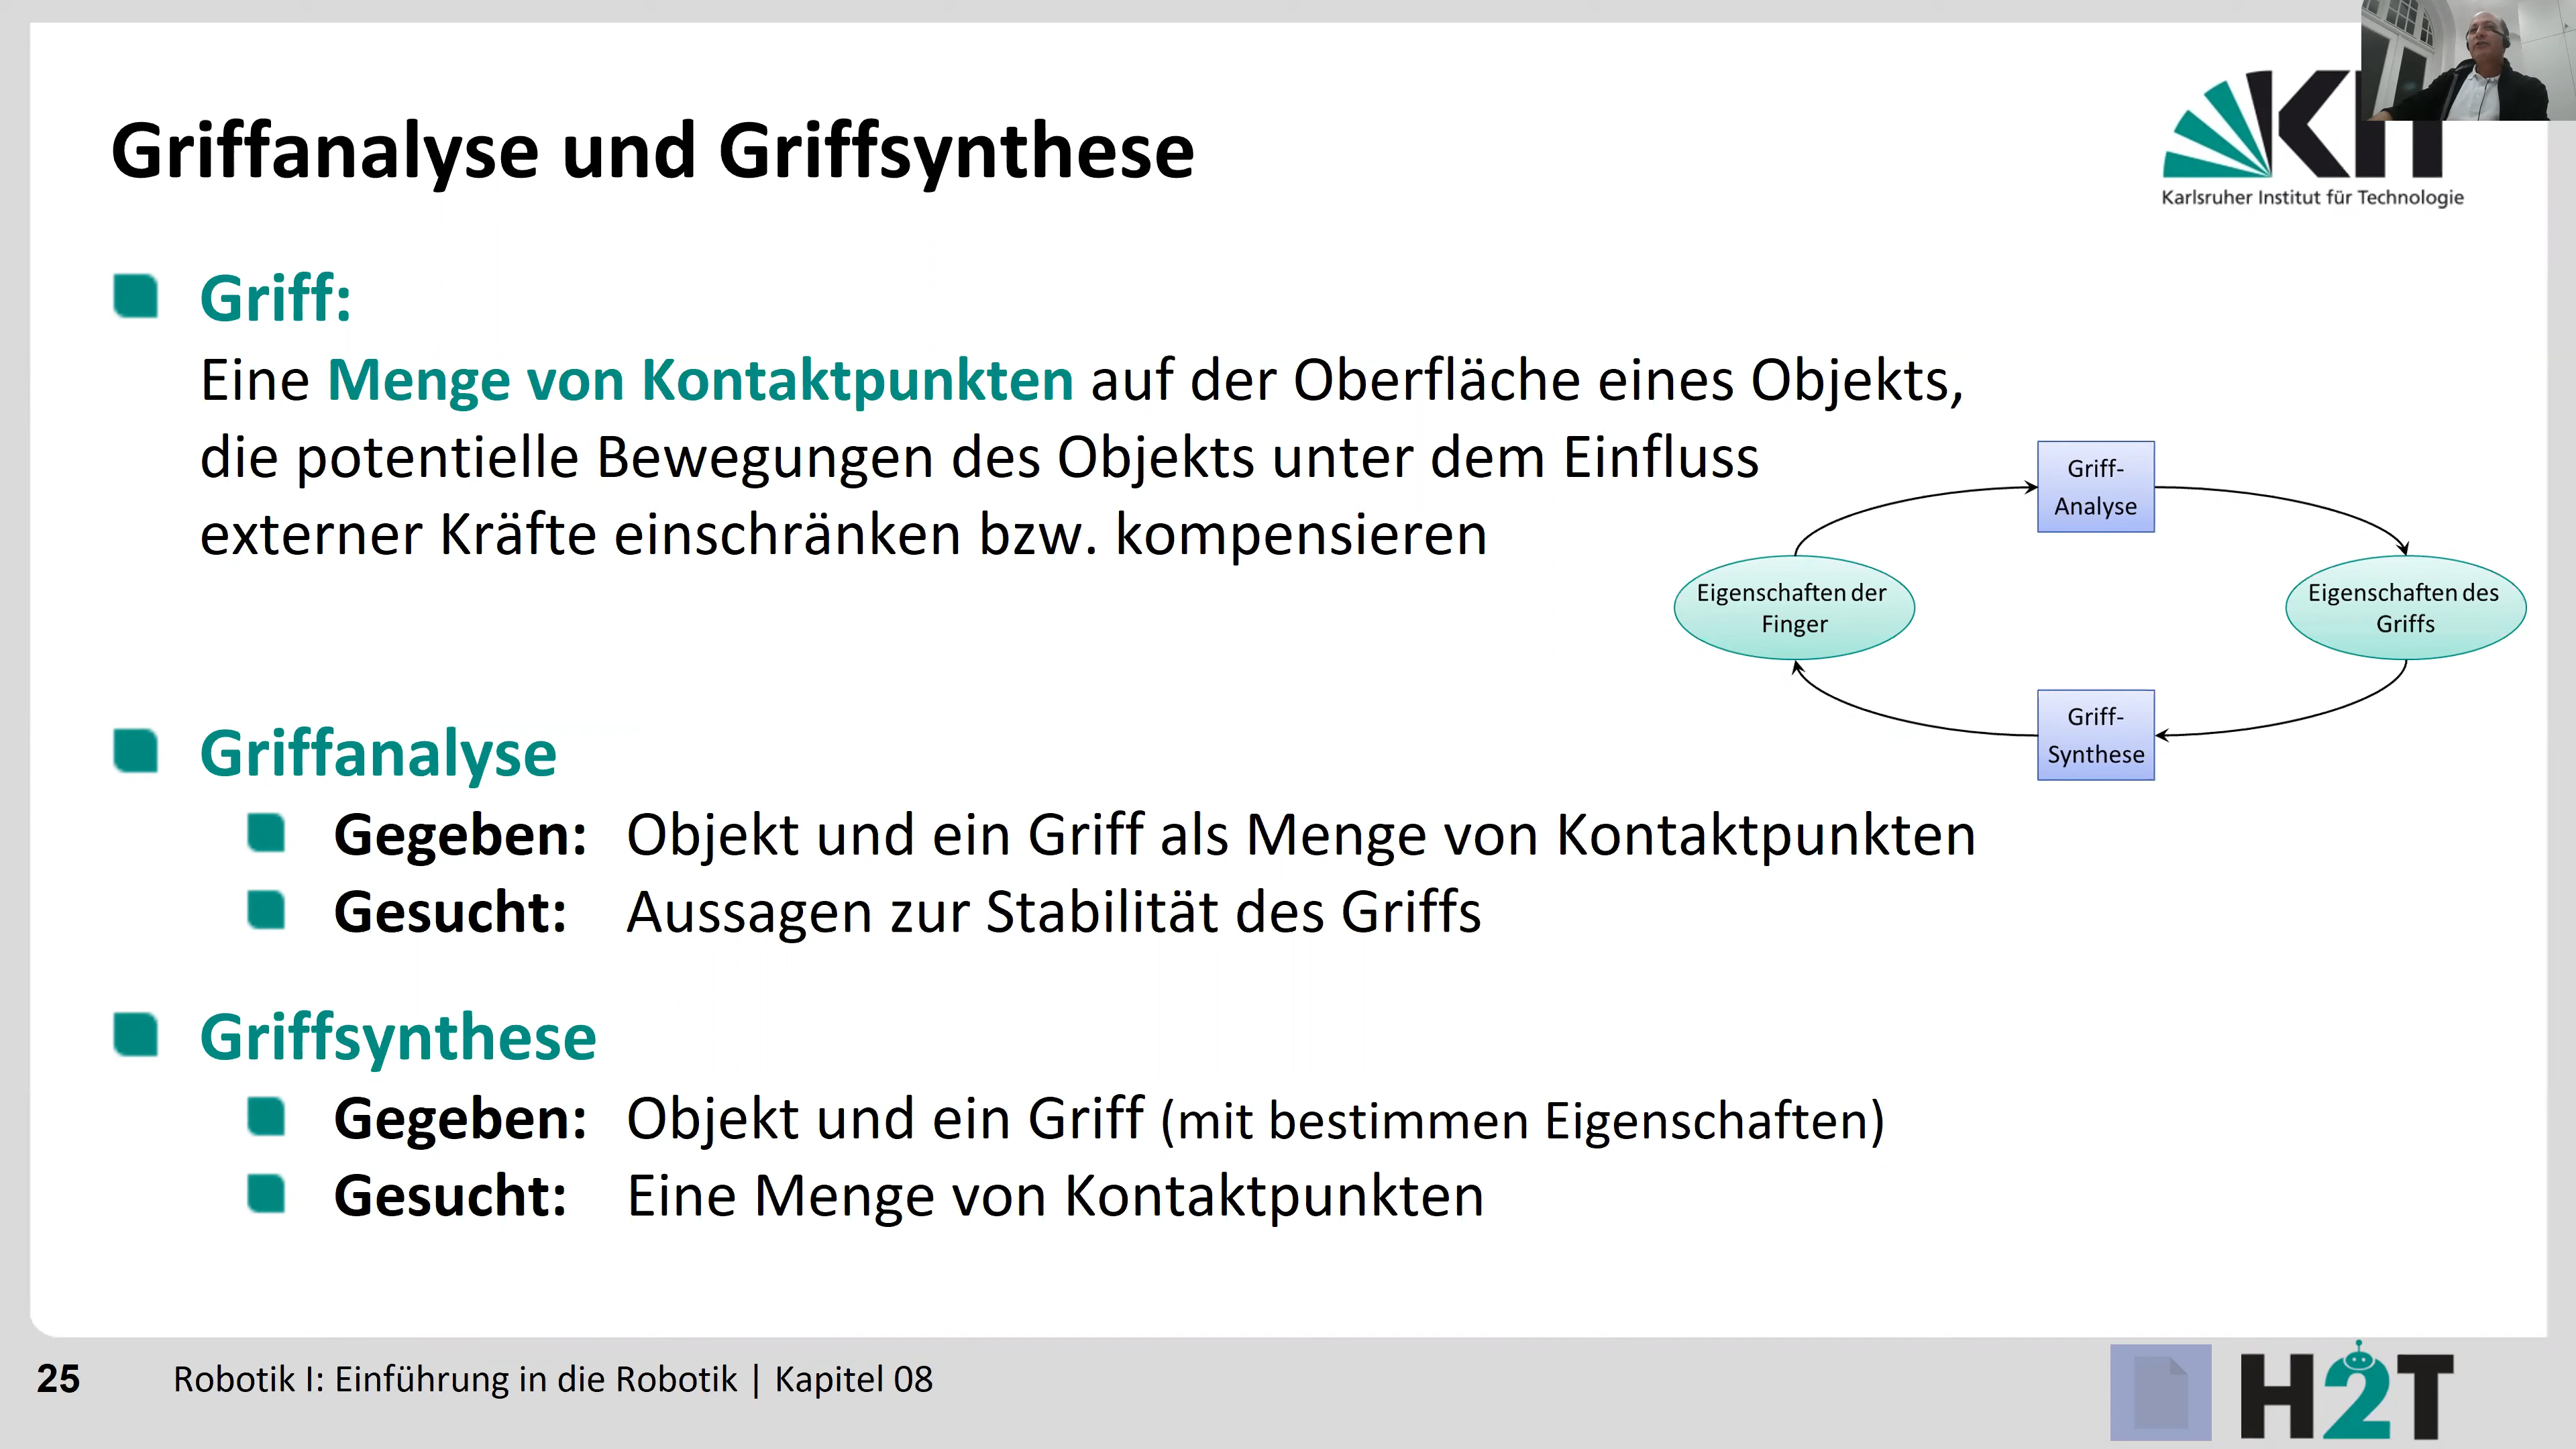 Griffanalyse und Griffsynthese
Karlsruher Institut für Technologie
Griff:
Eine Menge von Kontaktpunkten auf der Oberfläche eines Objekts,
die potentielle Bewegungen des Objekts unter dem Einfluss
externer Kräfte einschränken bzw. kompensieren
Griff-
Analyse
Eigenschaften der
Finger
Eigenschaften des
Griffs
Griff-
Synthese
Griffanalyse
Gegeben: Objekt und ein Griff als Menge von Kontaktpunkten
Gesucht: Aussagen zur Stabilität des Griffs
Griffsynthese
Gegeben: Objekt und ein Griff (mit bestimmen Eigenschaften)
Gesucht: Eine Menge von Kontaktpunkten
25 Robotik I: Einführung in die Robotik | Kapitel 08
H2T